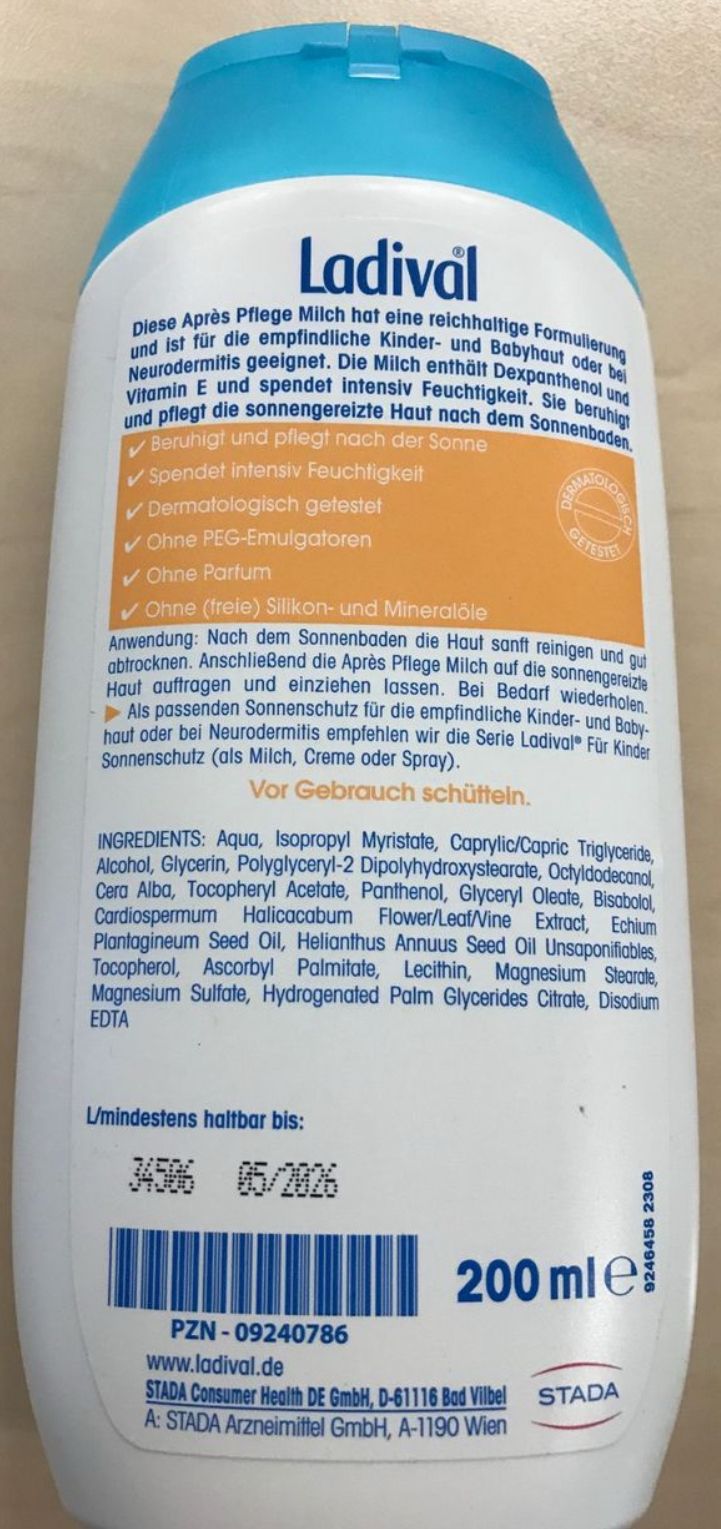 Ladival®
Diese Après Pflege Milch hat eine reichhaltige Formulierung
und ist für die empfindliche Kinder- und Babyhaut oder bei
Neurodermitis geeignet. Die Milch enthält Dexpanthenol und
Vitamin E und spendet intensiv Feuchtigkeit. Sie beruhigt
und pflegt die sonnengereizte Haut nach dem Sonnenbaden.
✓ Beruhigt und pflegt nach der Sonne
✓ Spendet intensiv Feuchtigkeit
✓ Dermatologisch getestet
✓ Ohne PEG-Emulgatoren
✓ Ohne Parfum
✓ Ohne (freie) Silikon- und Mineralöle
DERMATOLOGISCH
GETESTET
Anwendung: Nach dem Sonnenbaden die Haut sanft reinigen und gut
abtrocknen. Anschließend die Après Pflege Milch auf die sonnengereizte
Haut auftragen und einziehen lassen. Bei Bedarf wiederholen.
▶ Als passenden Sonnenschutz für die empfindliche Kinder- und Baby-
haut oder bei Neurodermitis empfehlen wir die Serie Ladival® Für Kinder
Sonnenschutz (als Milch, Creme oder Spray).
Vor Gebrauch schütteln.
INGREDIENTS: Aqua, Isopropyl Myristate, Caprylic/Capric Triglyceride,
Alcohol, Glycerin, Polyglyceryl-2 Dipolyhydroxystearate, Octyldodecanol,
Cera Alba, Tocopheryl Acetate, Panthenol, Glyceryl Oleate, Bisabolol,
Cardiospermum Halicacabum Flower/Leaf/Vine Extract, Echium
Plantagineum Seed Oil, Helianthus Annuus Seed Oil Unsaponifiables,
Tocopherol, Ascorbyl Palmitate, Lecithin, Magnesium Stearate,
Magnesium Sulfate, Hydrogenated Palm Glycerides Citrate, Disodium
EDTA
L/mindestens haltbar bis:
34506 05/2026
200 ml e
9246458 2308
PZN - 09240786
www.ladival.de
STADA Consumer Health DE GmbH, D-61118 Bad Vilbel
A: STADA Arzneimittel GmbH, A-1190 Wien
STADA